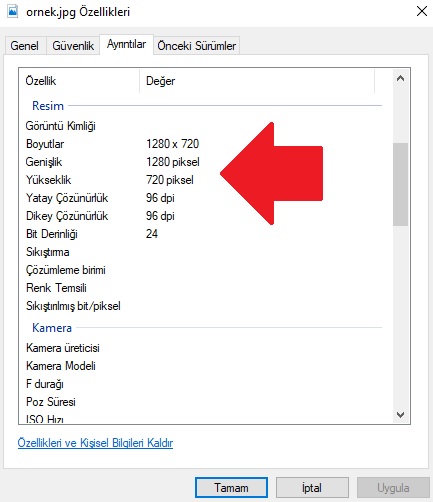 ornek.jpg Özellikleri
Genel Güvenlik Ayrıntılar Önceki Sürümler
Özellik Değer
Resim
Görüntü Kimliği
Boyutlar 1280 x 720
Genişlik 1280 piksel
Yükseklik 720 piksel
Yatay Çözünürlük 96 dpi
Dikey Çözünürlük 96 dpi
Bit Derinliği 24
Sıkıştırma
Çözümleme birimi
Renk Temsili
Sıkıştırılmış bit/piksel
Kamera
Kamera üreticisi
Kamera Modeli
F durağı
Poz Süresi
ISO Hızı
Özellikleri ve Kişisel Bilgileri Kaldır
Tamam İptal Uygula